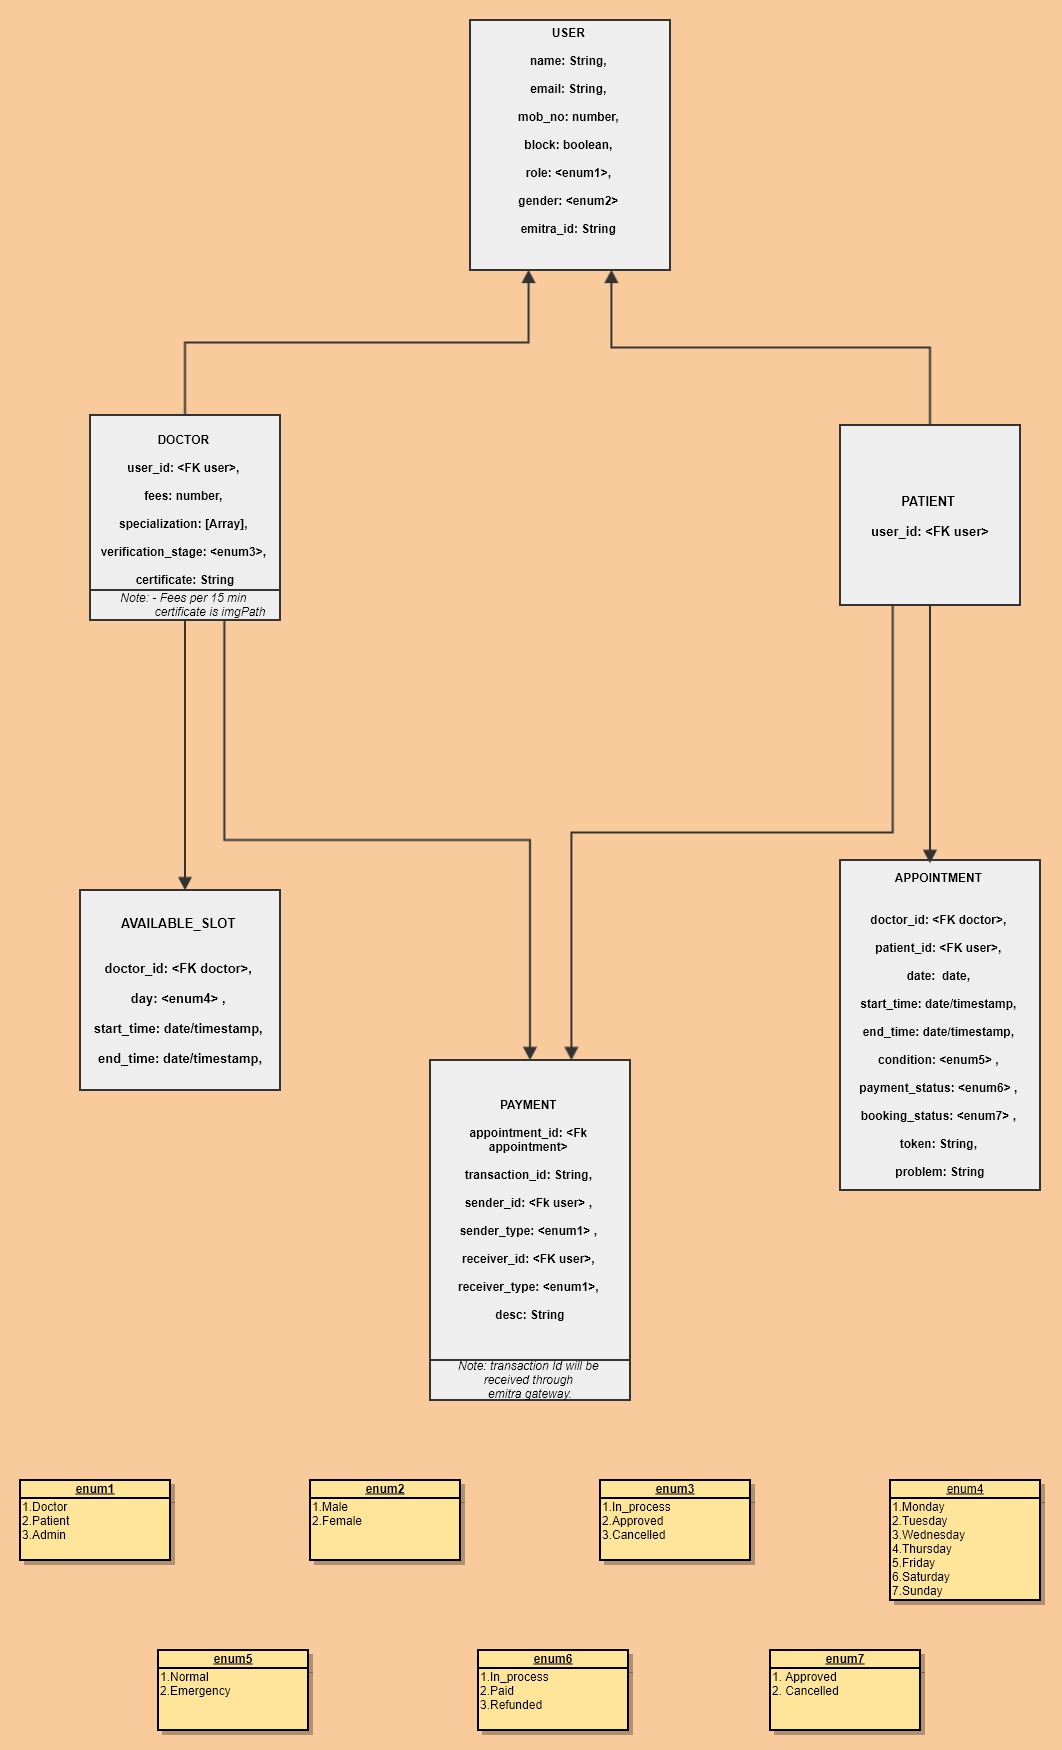 USER
name: String,
email: String,
mob_no: number,
block: boolean,
role: <enum1>,
gender: <enum2>
emitra_id: String
DOCTOR
user_id: <FK user>,
fees: number,
specialization: [Array],
verification_stage: <enum3>,
certificate: String
Note: - Fees per 15 min
certificate is imgPath
PATIENT
user_id: <FK user>
AVAILABLE_SLOT
doctor_id: <FK doctor>,
day: <enum4> ,
start_time: date/timestamp,
end_time: date/timestamp,
APPOINTMENT
doctor_id: <FK doctor>,
patient_id: <FK user>,
date: date,
start_time: date/timestamp,
end_time: date/timestamp,
condition: <enum5> ,
payment_status: <enum6> ,
booking_status: <enum7> ,
token: String,
problem: String
PAYMENT
appointment_id: <Fk
appointment>
transaction_id: String,
sender_id: <Fk user> ,
sender_type: <enum1> ,
receiver_id: <FK user>,
receiver_type: <enum1>,
desc: String
Note: transaction Id will be
received through
emitra gateway.
enum1
1.Doctor
2.Patient
3.Admin
enum2
1.Male
2.Female
enum3
1.In_process
2.Approved
3.Cancelled
enum4
1.Monday
2.Tuesday
3.Wednesday
4.Thursday
5.Friday
6.Saturday
7.Sunday
enum5
1.Normal
2.Emergency
enum6
1.In_process
2.Paid
3.Refunded
enum7
1. Approved
2. Cancelled